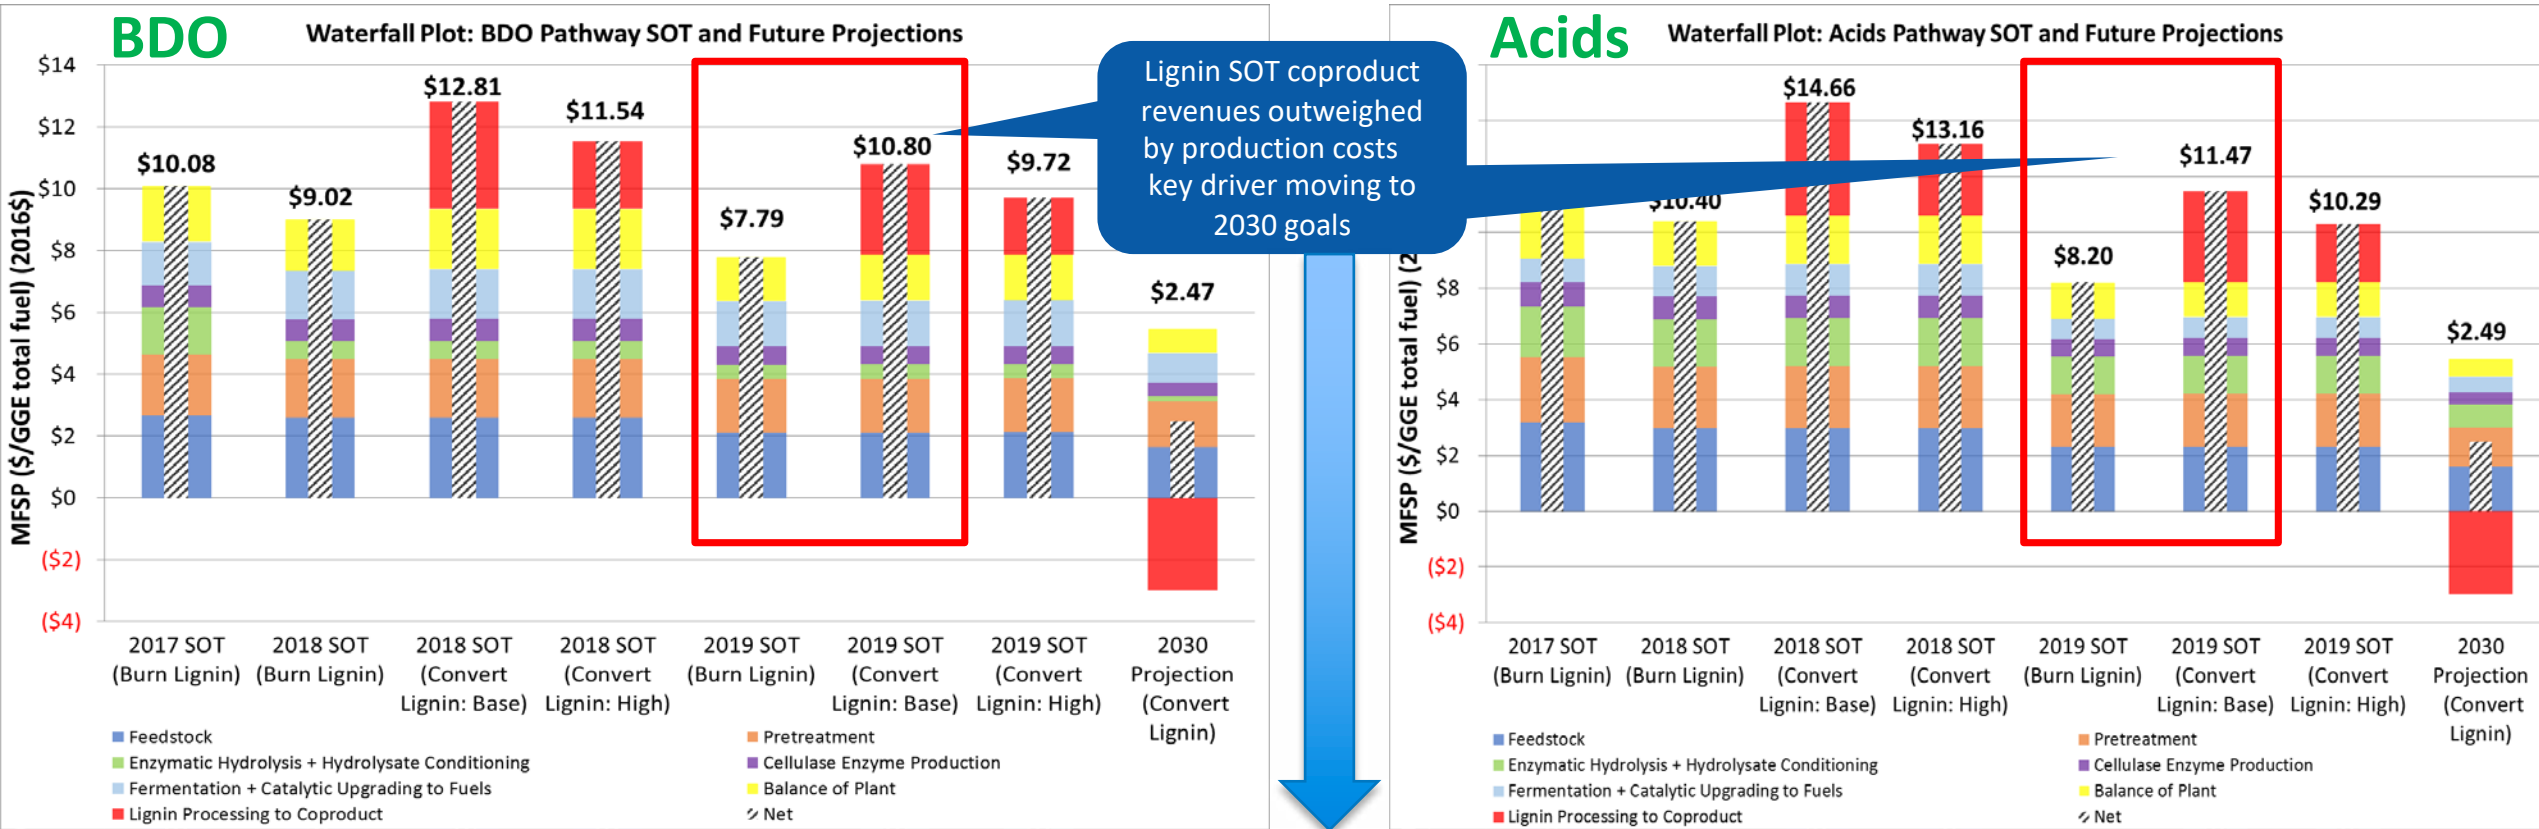 BDO
Waterfall Plot: BDO Pathway SOT and Future Projections
MFSP ($/GGE total fuel) (2016$)
$14
$12
$10
$8
$6
$4
$2
$0
($2)
($4)
$10.08
$9.02
$12.81
$11.54
$7.79
$10.80
$9.72
$2.47
2017 SOT
(Burn Lignin)
2018 SOT
(Burn Lignin)
2018 SOT
(Convert
Lignin: Base)
2018 SOT
(Convert
Lignin: High)
2019 SOT
(Burn Lignin)
2019 SOT
(Convert
Lignin: Base)
2019 SOT
(Convert
Lignin: High)
2030
Projection
(Convert
Lignin)
Feedstock
Pretreatment
Enzymatic Hydrolysis + Hydrolysate Conditioning
Cellulase Enzyme Production
Fermentation + Catalytic Upgrading to Fuels
Balance of Plant
Lignin Processing to Coproduct
Net
Lignin SOT coproduct
revenues outweighed
by production costs
key driver moving to
2030 goals
Acids
Waterfall Plot: Acids Pathway SOT and Future Projections
MFSP ($/GGE total fuel) (2
$8
$6
$4
$2
$0
($2)
($4)
$10.40
$14.66
$13.16
$8.20
$11.47
$10.29
$2.49
2017 SOT
(Burn Lignin)
2018 SOT
(Burn Lignin)
2018 SOT
(Convert
Lignin: Base)
2018 SOT
(Convert
Lignin: High)
2019 SOT
(Burn Lignin)
2019 SOT
(Convert
Lignin: Base)
2019 SOT
(Convert
Lignin: High)
2030
Projection
(Convert
Lignin)
Feedstock
Pretreatment
Enzymatic Hydrolysis + Hydrolysate Conditioning
Cellulase Enzyme Production
Fermentation + Catalytic Upgrading to Fuels
Balance of Plant
Lignin Processing to Coproduct
Net